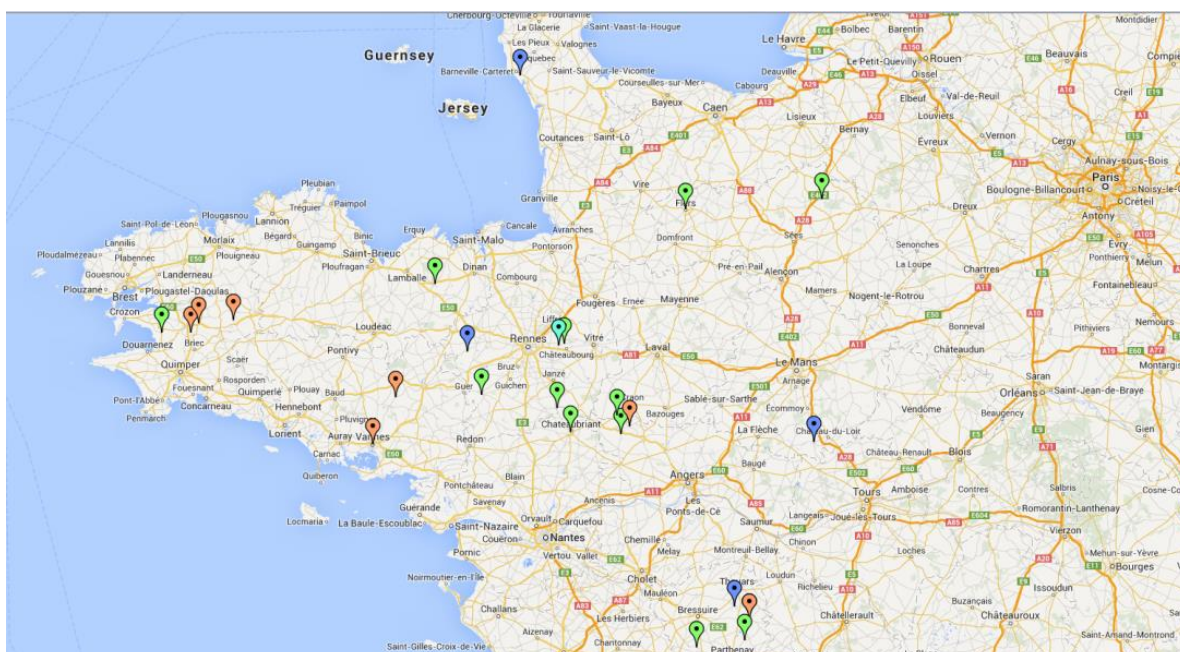 Cherbourg-Octeville
Tourlaville
Saint-Vaast-la-Hougue
La Glacerie
Les Pieux
Valognes
Guernsey
Barneville-Carteret
Saint-Sauveur-le-Vicomte
Jersey
Le Havre
Bolbec
Barentin
Montdidier
Rouen
Beauvais
Le Petit-Quevilly
Oissel
Creil
Deauville
Courseulles-sur-Mer
Cabourg
Bayeux
Caen
Elbeuf
Val-de-Reuil
Louviers
Lisieux
Bernay
Vernon
Cergy
Évreux
Coutances
Saint-Lô
Aulnay-sous-Bois
Paris
Boulogne-Billancourt
Créteil
Antony
Évry
Melun
Granville
Vire
Flers
Dreux
Avranches
Domfront
Sées
Pontorson
Senonches
La Loupe
Chartres
Ponthierry
Fontainebleau
Pleubian
Tréguier
Paimpol
Lannion
Plougasnou
Saint-Pol-de-Léon
Morlaix
Bégard
Guingamp
Binic
Erquy
Saint-Malo
Cancale
Saint-Brieuc
Ploufragan
Lamballe
Dinan
Combourg
Ploudalmézeau
Lannilis
Plabennec
Plouigneau
Gouesnou
Landerneau
Plouzané
Brest
Plougastel-Daoulas
Crozon
Douarnenez
Briec
Quimper
Scaër
Rosporden
Fouesnant
Concarneau
Pont-l'Abbé
Penmarch
Quimperlé
Plouay
Baud
Hennebont
Lorient
Pontivy
Loudéac
Pluvigner
Auray
Vannes
Carnac
Quiberon
Locmaria
Fougères
Ernée
Mayenne
Pré-en-Pail
Alençon
Mamers
Nogent-le-Rotrou
Rennes
Vitré
Châteaubourg
Laval
Bruz
Janzé
Guer
Guichen
Le Mans
Arnage
Bonneval
Châteaudun
Pithiviers
Nemours
Sens
Courtenay
Montargis
Orléans
Saran
Saint-Jean-de-Braye
Sablé-sur-Sarthe
Bazouges
Écommoy
Vendôme
Beaugency
Gien
La Flèche
Château-du-Loir
Château-Renault
Blois
Redon
Chateaubriant
Blain
Angers
Baugé
Les Ponts-de-Cé
Tours
Amboise
Joué-lès-Tours
Langeais
Salbris
Romorantin-Lanthenay
Vierzon
Mehun-sur-Yèvre
Bourges
Pontchâteau
Savenay
Guérande
La Baule-Escoublac
Saint-Nazaire
Ancenis
Orvault
Carquefou
Couëron
Nantes
Vertou
Vallet
Pornic
Noirmoutier-en-l'Île
Saumur
Chinon
Chemillé
Melay
Montreuil-Bellay
Loches
Contres
Cholet
Mauléon
Bressuire
Thouars
Loudun
Richelieu
Buzançais
Issoudun
Châteauroux
Châtellerault
Challans
Les Herbiers
Aizenay
Chantonnay
Parthenay
Saint-Gilles-Croix-de-Vie
Saint-Amand-Montrond